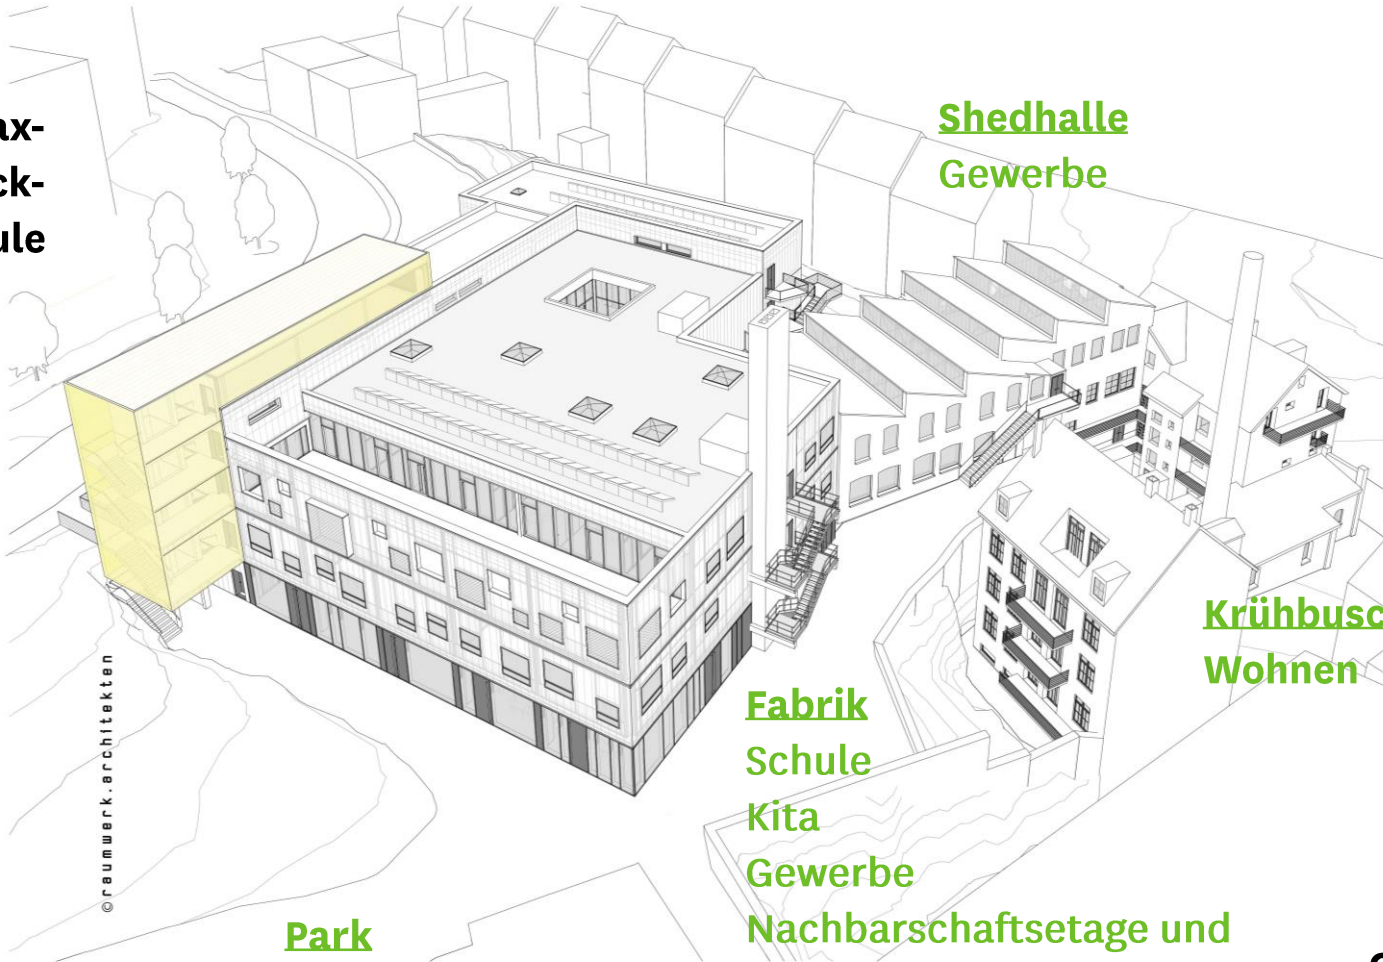 ax-
ck-
ule
Shedhalle
Gewerbe
Krühbusc
Wohnen
Fabrik
Schule
Kita
Gewerbe
Nachbarschaftsetage und
Park
©raumwerk.architekten